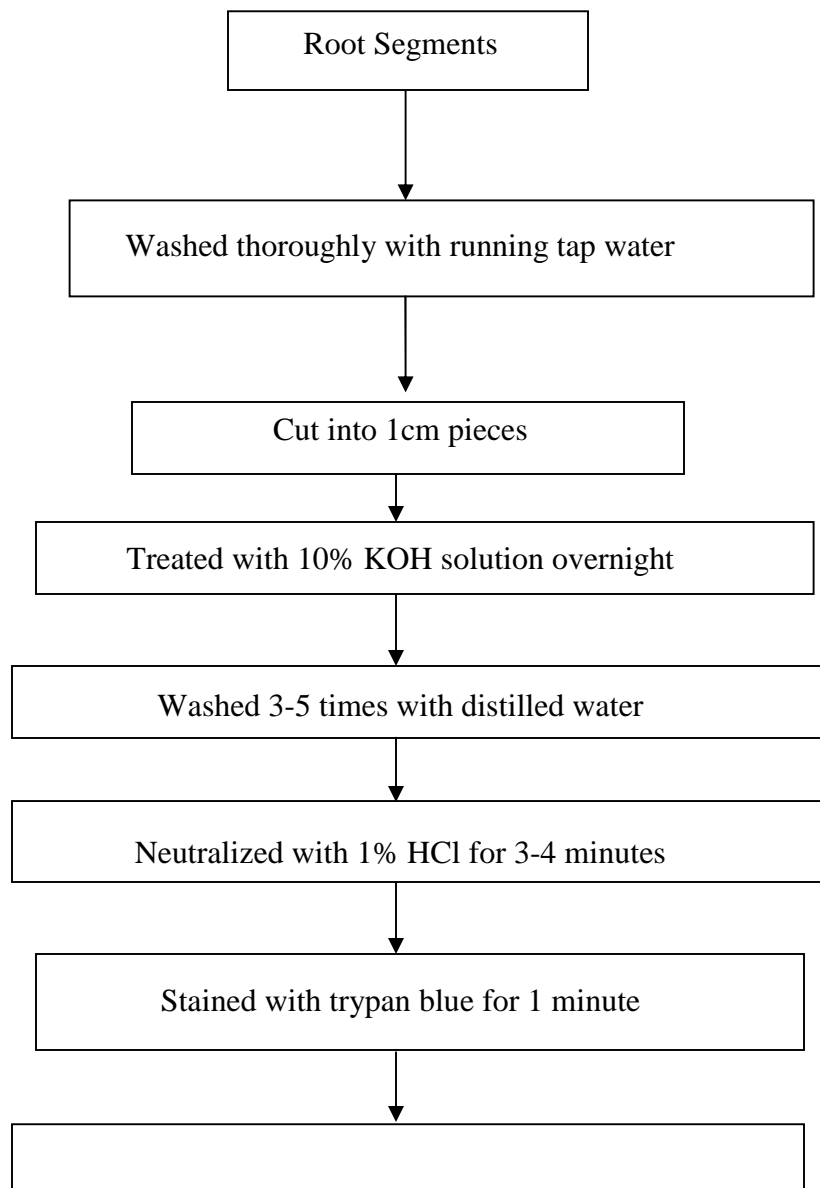 Root Segments
Washed thoroughly with running tap water
Cut into 1cm pieces
Treated with 10% KOH solution overnight
Washed 3-5 times with distilled water
Neutralized with 1% HCl for 3-4 minutes
Stained with trypan blue for 1 minute